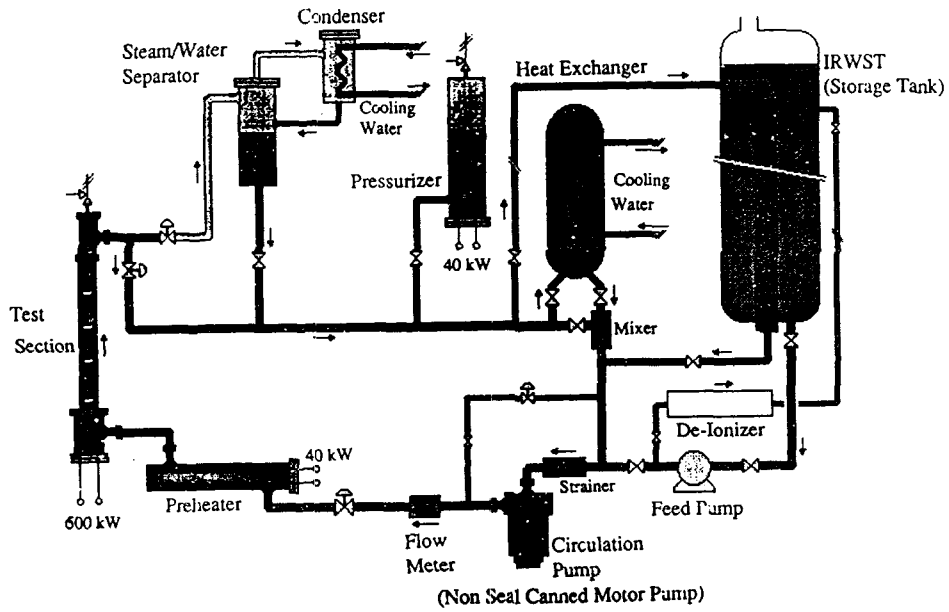 Condenser
Steam/Water
Separator
Cooling
Water
Heat Exchanger
IRWST
(Storage Tank)
Pressurizer
Cooling
Water
40 kW
Test
Section
Mixer
De-Ionizer
40 kW
Preheater
Strainer
Feed Pump
600 kW
Flow
Meter
Circulation
Pump
(Non Seal Canned Motor Pump)